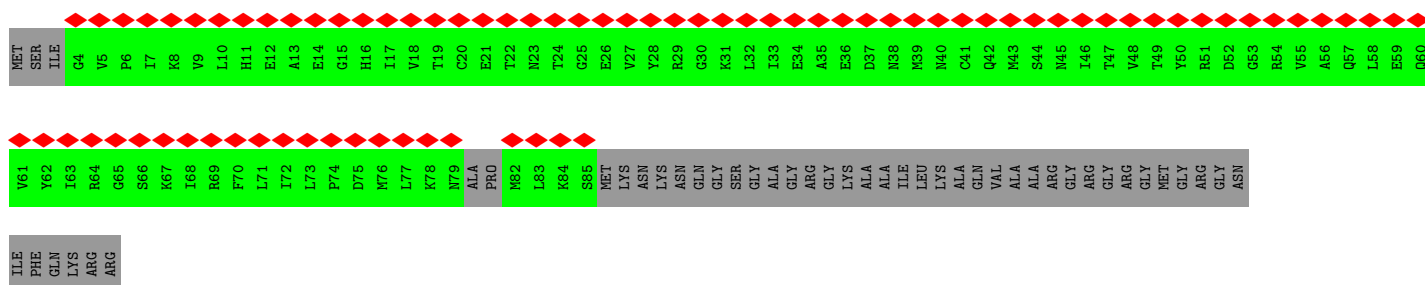 MET SER ILE G4 V5 P6 I7 K8 V9 L10 H11 E12 A13 E14 G15 H16 I17 V18 T19 C20 E21 T22 N23 T24 G25 E26 V27 Y28 R29 G30 K31 L32 I33 E34 A35 E36 D37 N38 M39 N40 C41 Q42 M43 S44 N45 I46 T47 V48 T49 Y50 R51 D52 G53 R54 V55 A56 Q57 L58 E59 Q60
V61 Y62 I63 R64 G65 S66 K67 I68 R69 F70 L71 I72 L73 P74 D75 M76 L77 K78 N79 ALA PRO M82 L83 K84 S85 MET LYS ASN LYS ASN GLN GLY SER GLY ALA GLY ARG GLY LYS ALA ALA ILE LEU LYS ALA GLN VAL ALA ALA ARG GLY ARG GLY ARG GLY MET GLY ARG GLY ASN
ILE PHE GLN LYS ARG ARG